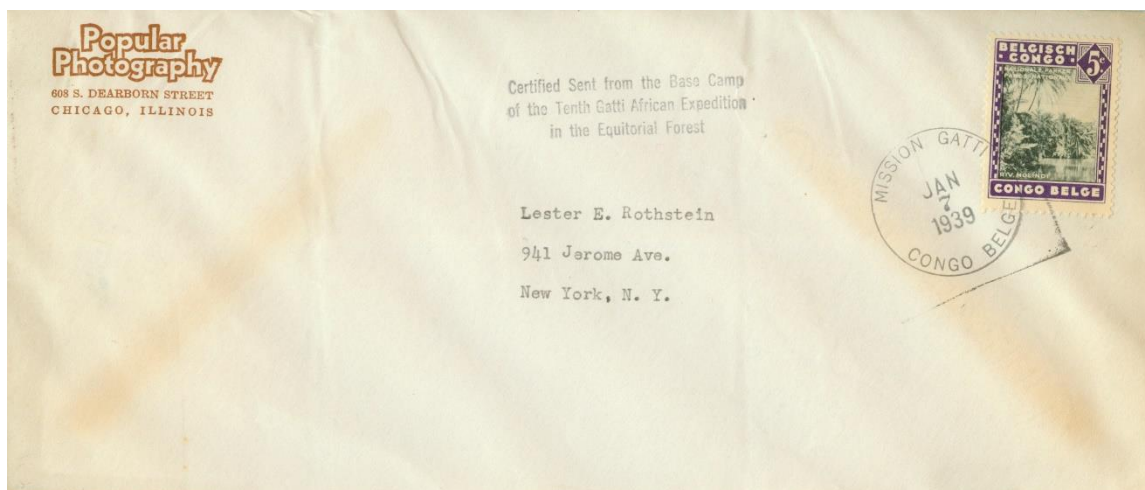 Popular
Photography
608 S. DEARBORN STREET
CHICAGO, ILLINOIS
Certified Sent from the Base Camp
of the Tenth Gatti African Expedition
in the Equitorial Forest
BELGISCH
CONGO
5c
RIV. MOLINDI
CONGO BELGE
MISSION GATTI
JAN
7
1939
CONGO BELGE
Lester E. Rothstein
941 Jerome Ave.
New York, N. Y.